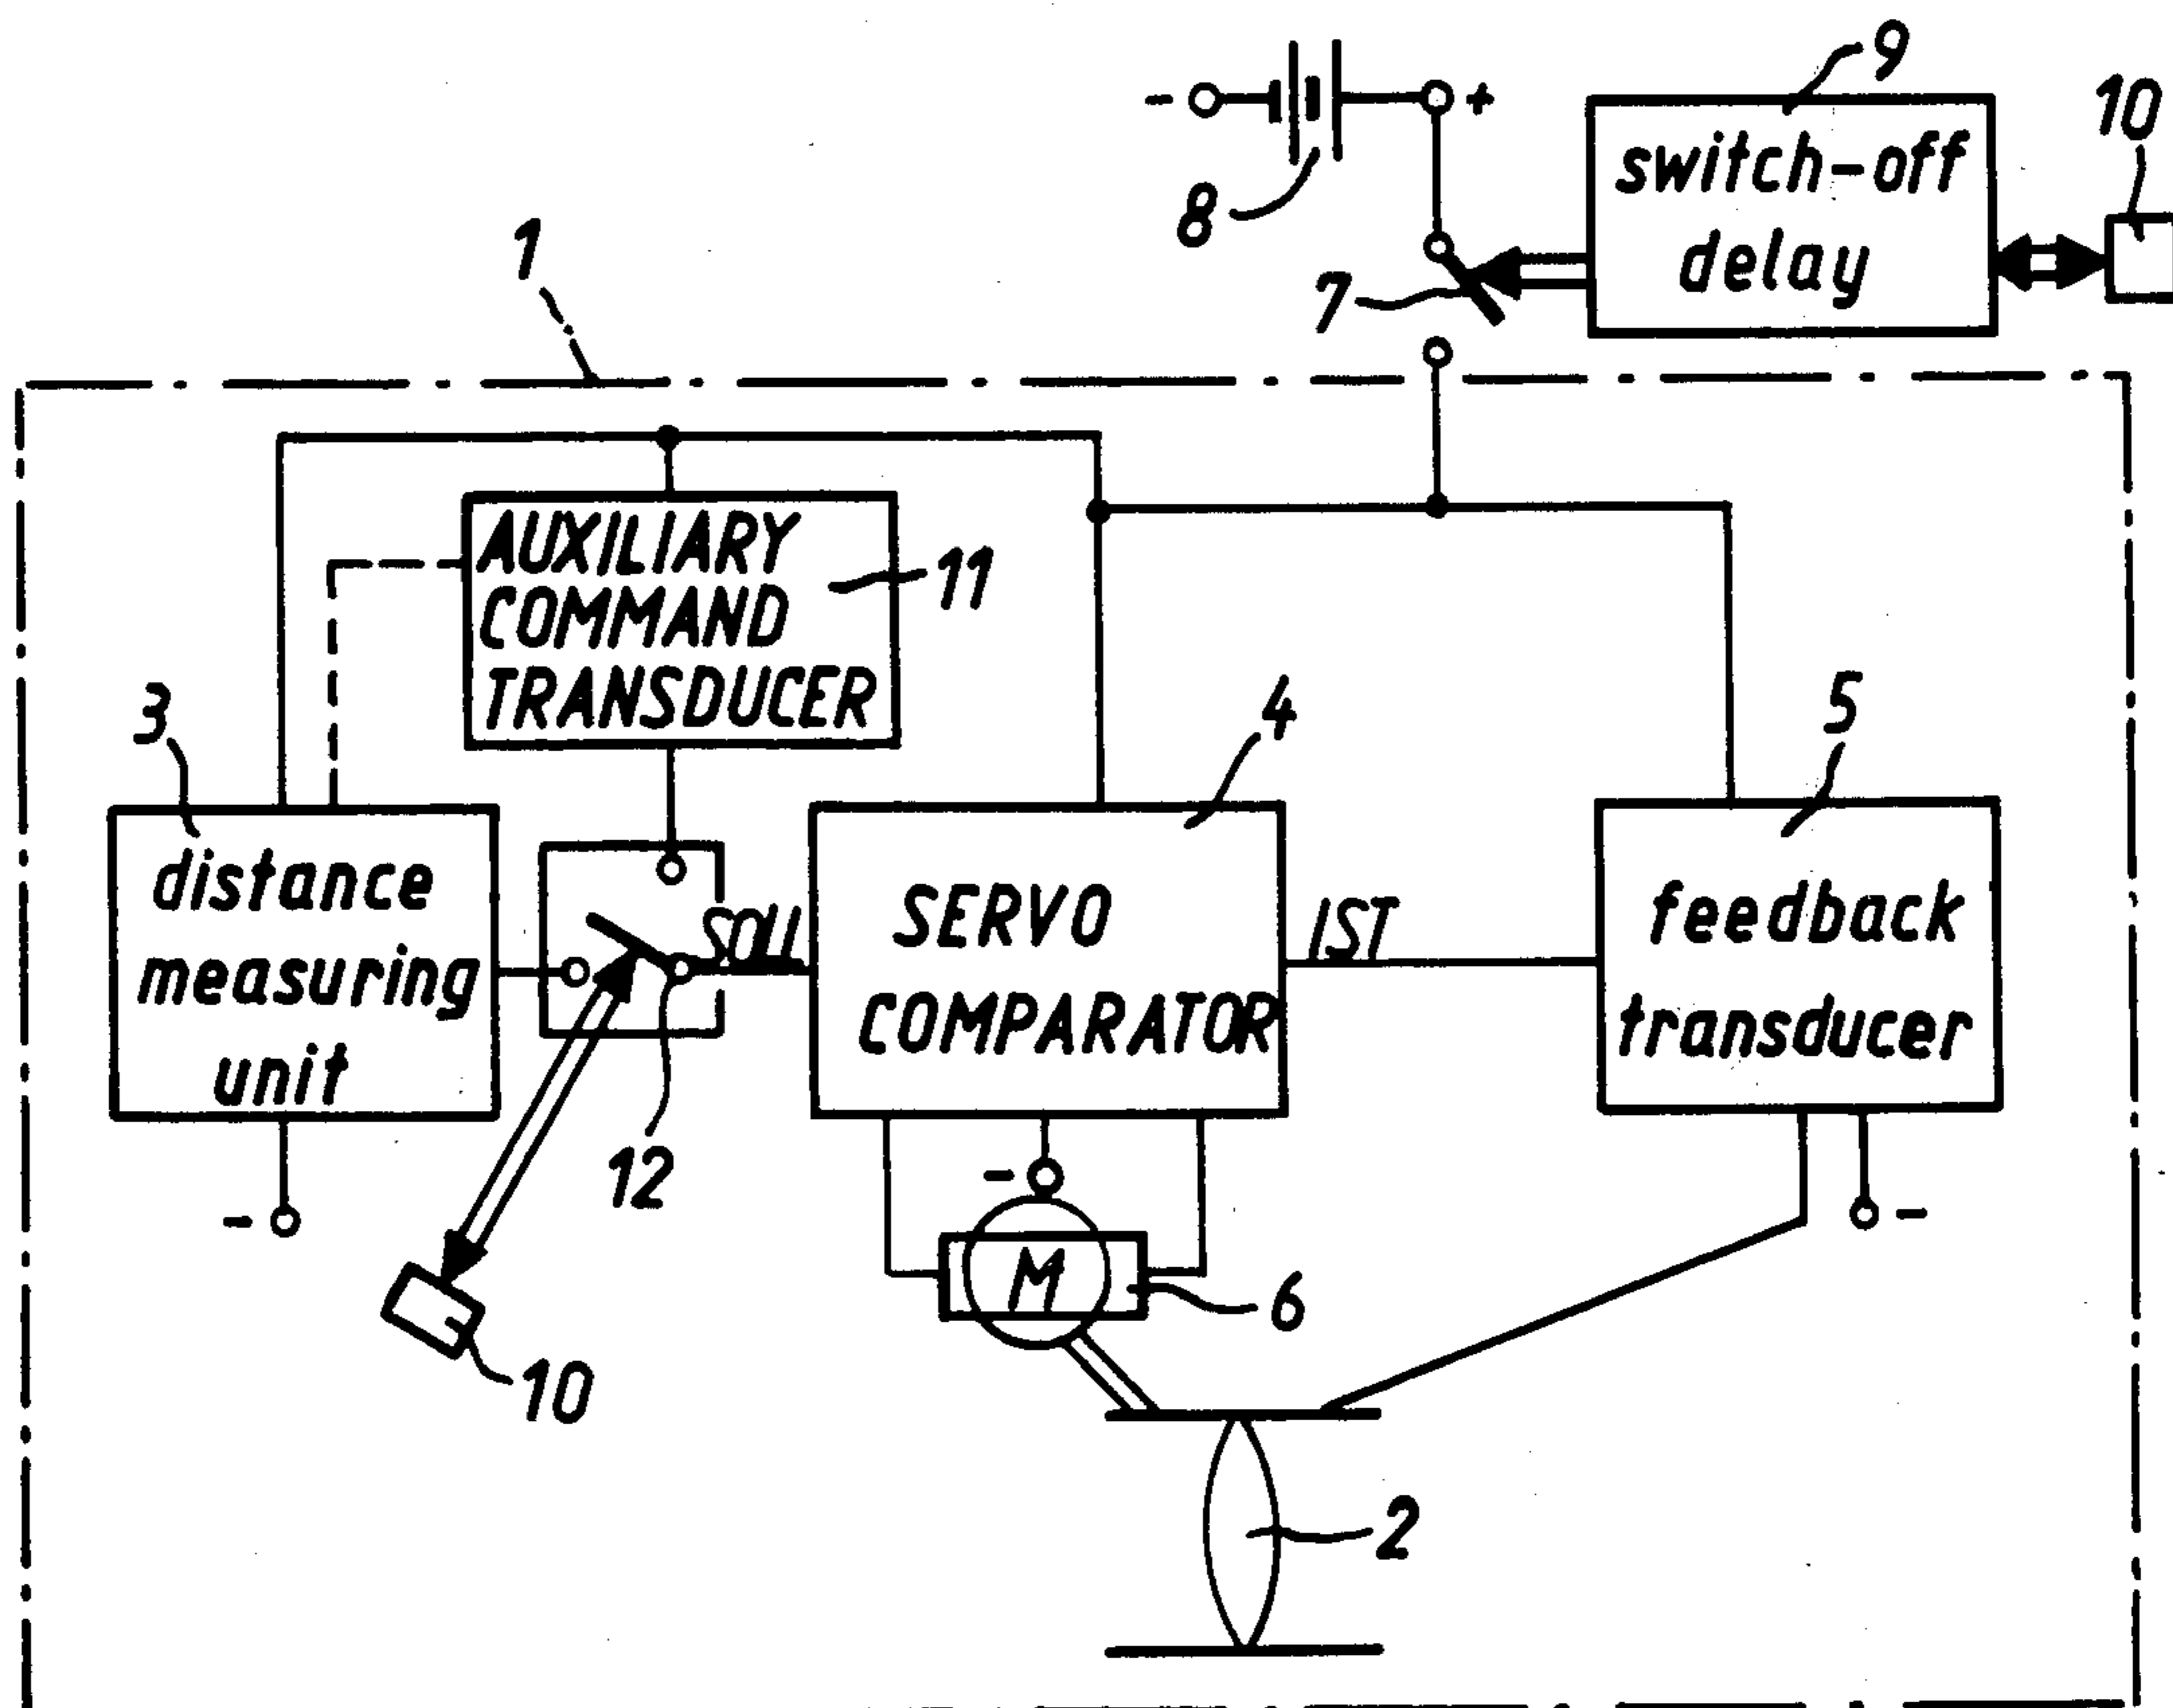 - +
9
switch-off
delay
10
8
7
1
AUXILIARY
COMMAND
TRANSDUCER
11
3
4
5
distance
measuring
unit
SOLL
SERVO
COMPARATOR
IST
feedback
transducer
12
-
-
-
M
6
10
2